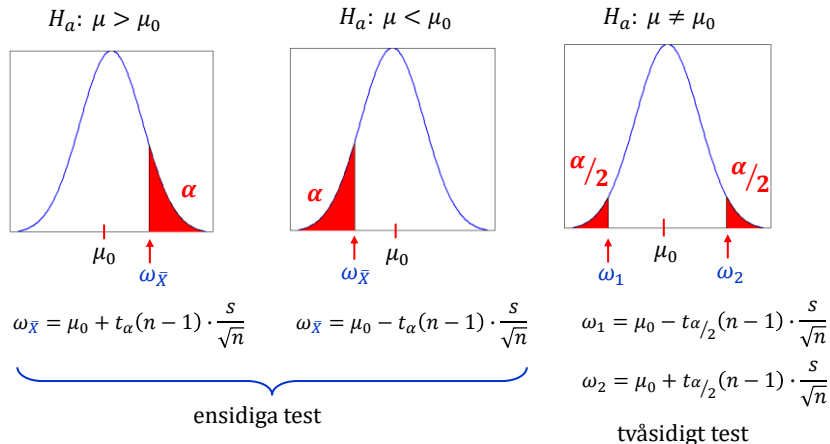 Hₐ: μ > μ₀
α
μ₀
ω_X̄
ω_X̄ = μ₀ + t_α(n − 1) · s/√n
Hₐ: μ < μ₀
α
ω_X̄
μ₀
ω_X̄ = μ₀ − t_α(n − 1) · s/√n
ensidiga test
Hₐ: μ ≠ μ₀
α/2
α/2
μ₀
ω₁
ω₂
ω₁ = μ₀ − t_α/2(n − 1) · s/√n
ω₂ = μ₀ + t_α/2(n − 1) · s/√n
tvåsidigt test